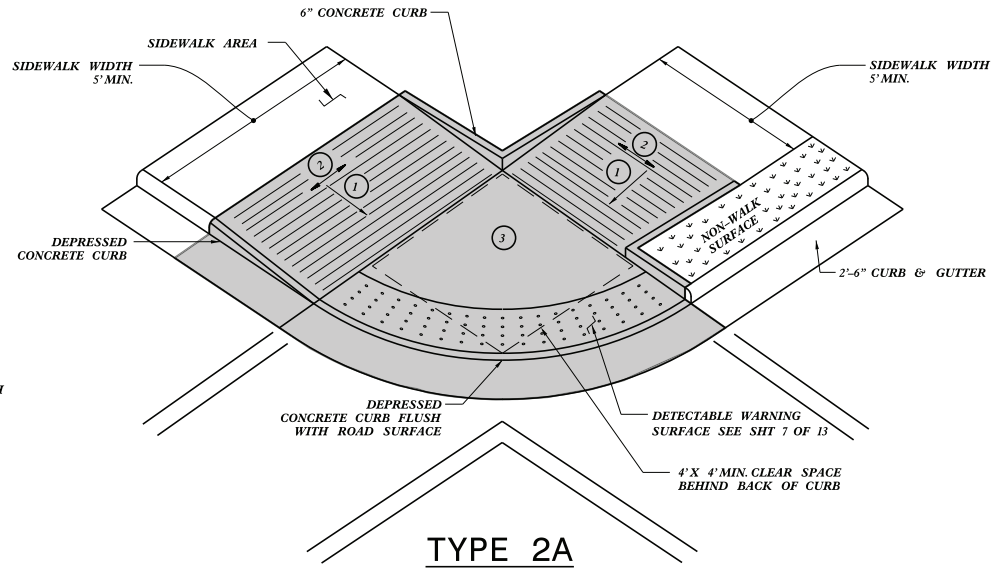 6" CONCRETE CURB
SIDEWALK AREA
SIDEWALK WIDTH
5' MIN.
SIDEWALK WIDTH
5' MIN.
2
1
2
1
3
NON-WALK
SURFACE
DEPRESSED
CONCRETE CURB
2'-6" CURB & GUTTER
H
DEPRESSED
CONCRETE CURB FLUSH
WITH ROAD SURFACE
DETECTABLE WARNING
SURFACE SEE SHT 7 OF 13
4' X 4' MIN. CLEAR SPACE
BEHIND BACK OF CURB
TYPE 2A